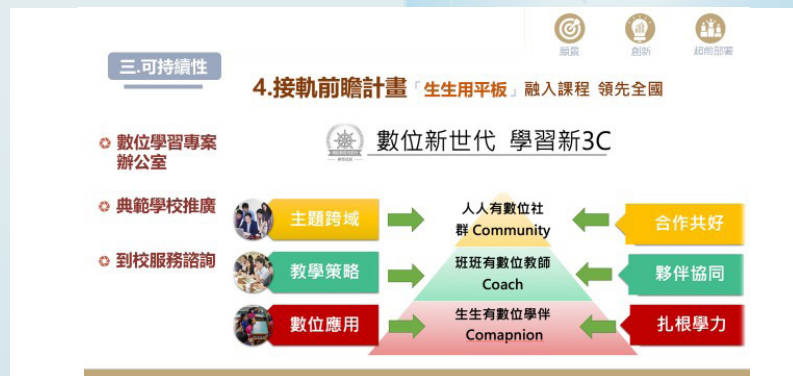 願景 創新 超前部署
三.可持續性
4.接軌前瞻計畫「生生用平板」融入課程 領先全國
數位新世代 學習新3C
數位學習專案
辦公室
典範學校推廣
到校服務諮詢
主題跨域
人人有數位社
群 Community
合作共好
教學策略
班班有數位教師
Coach
夥伴協同
數位應用
生生有數位學伴
Comapnion
扎根學力